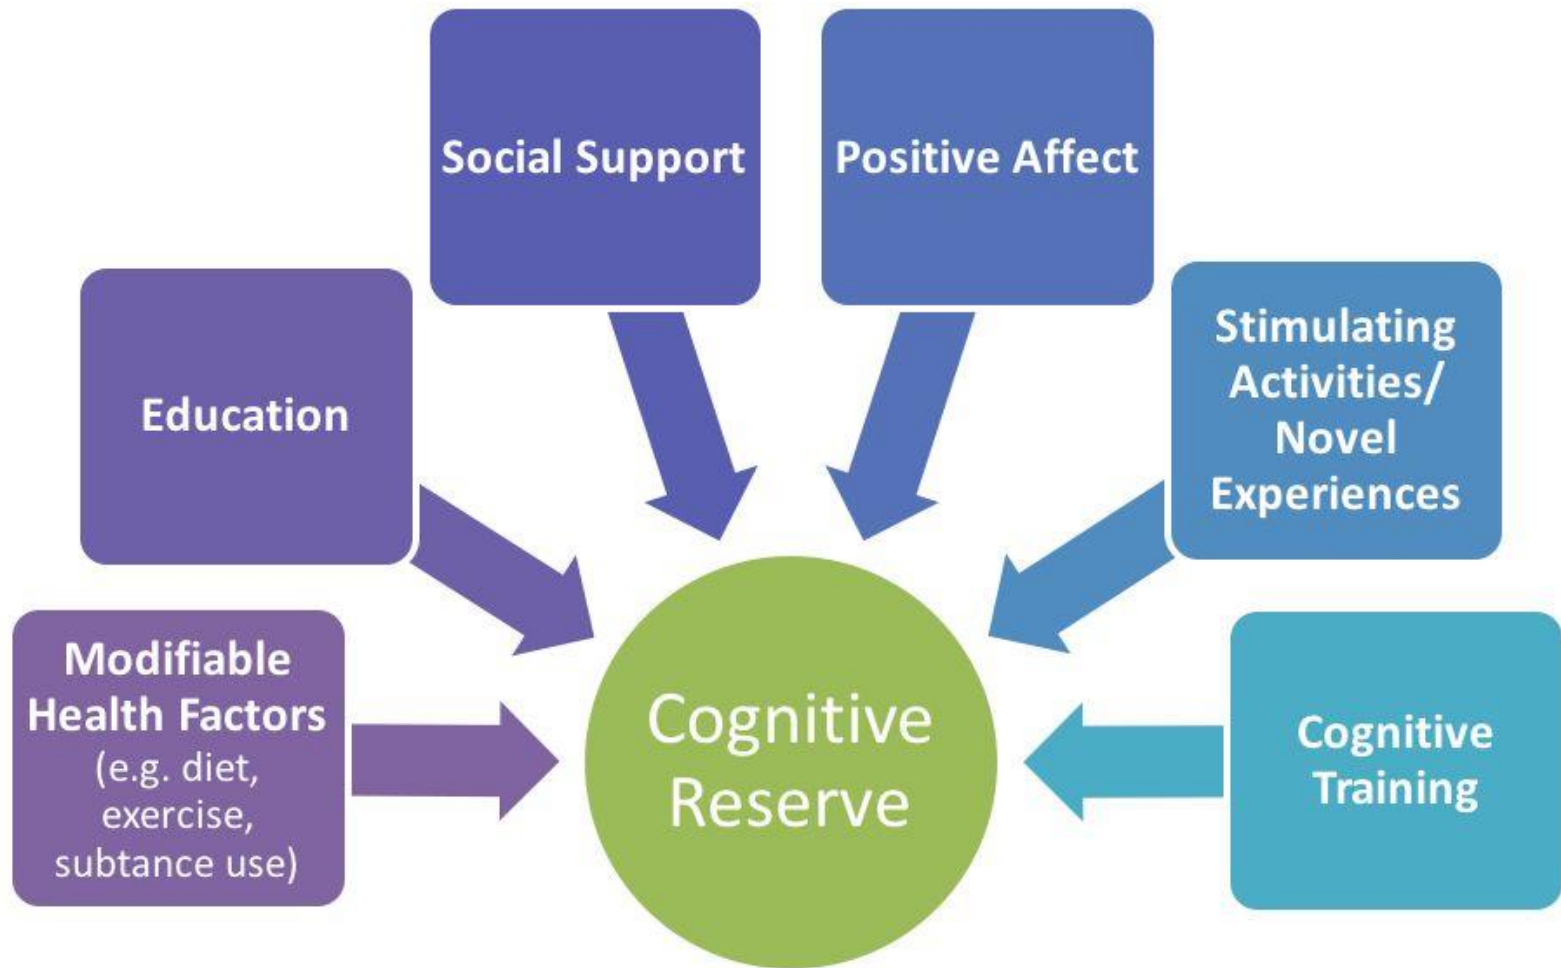 Social Support
Positive Affect
Education
Stimulating
Activities/
Novel
Experiences
Modifiable
Health Factors
(e.g. diet,
exercise,
subtance use)
Cognitive
Reserve
Cognitive
Training